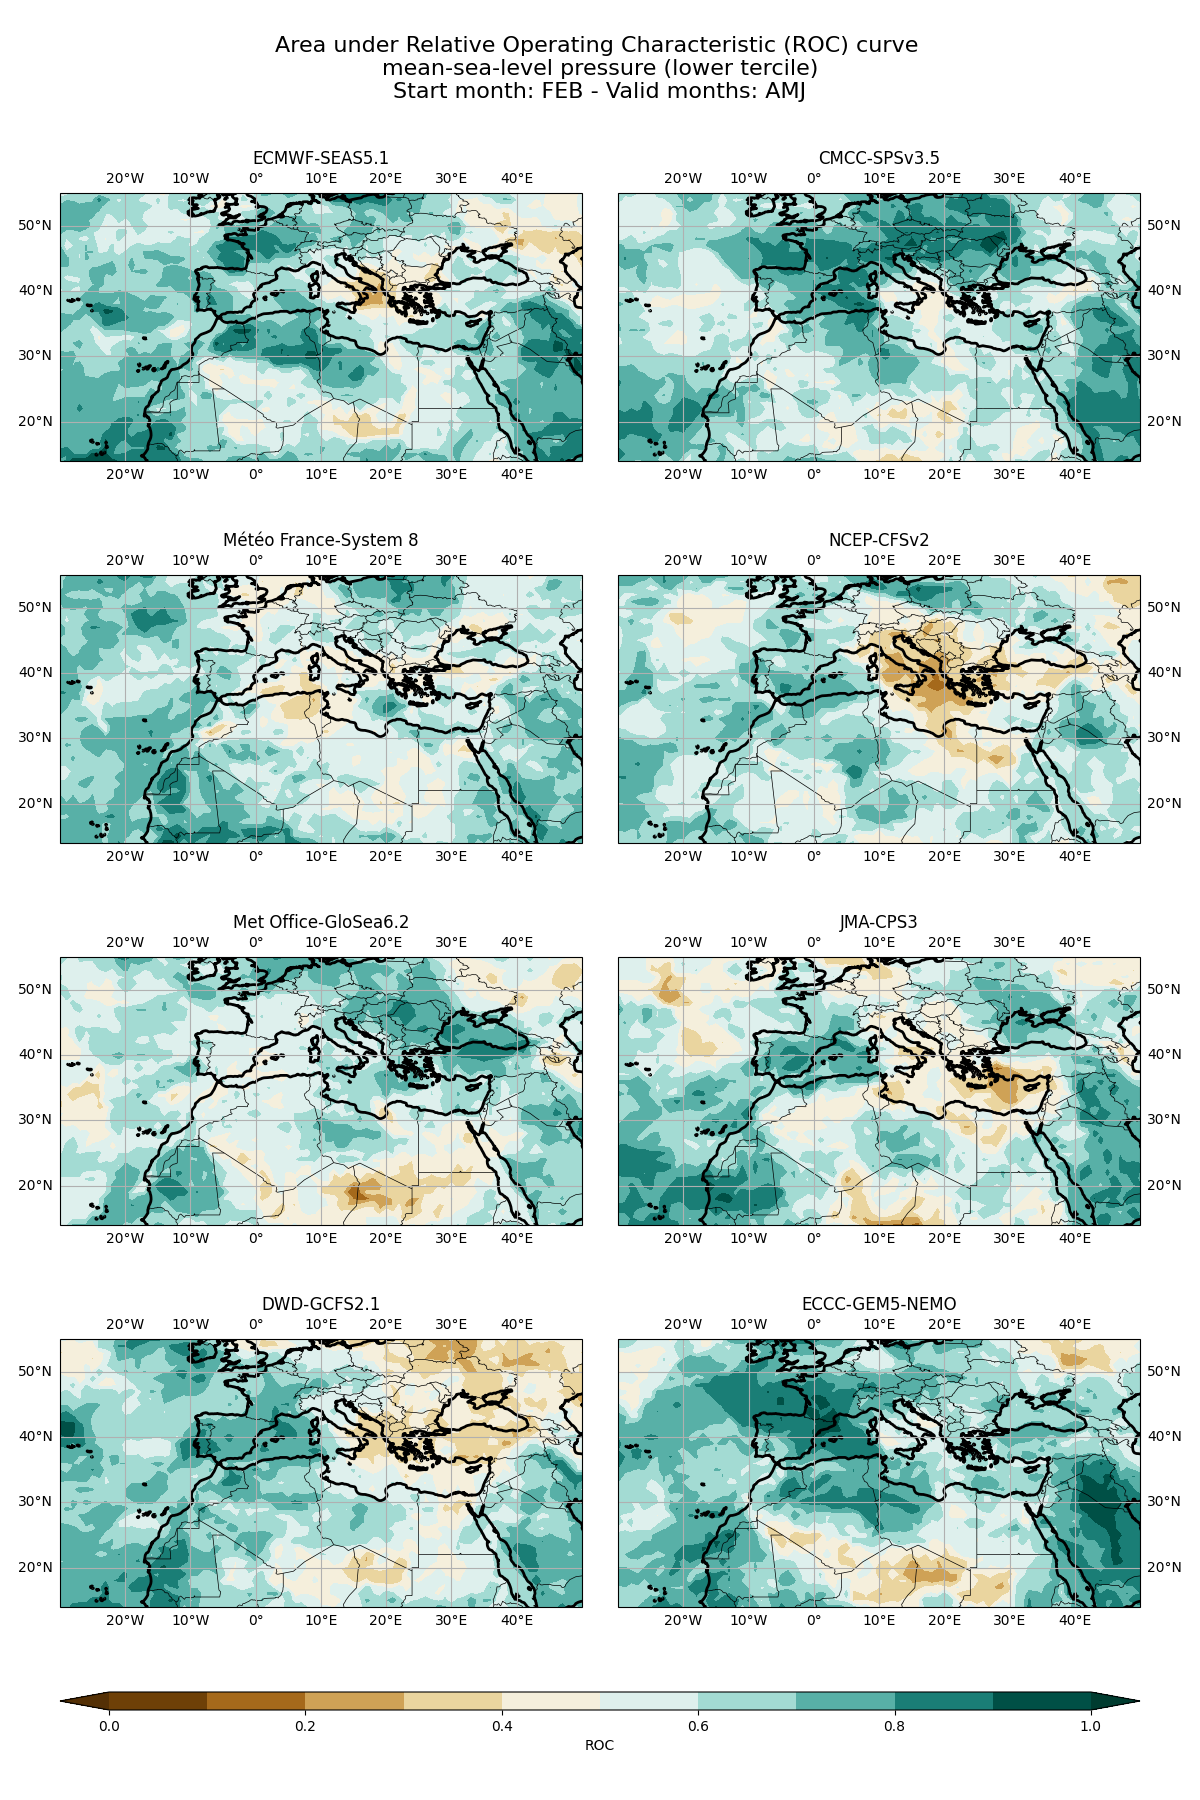 Area under Relative Operating Characteristic (ROC) curve
mean-sea-level pressure (lower tercile)
Start month: FEB - Valid months: AMJ
ECMWF-SEAS5.1
CMCC-SPSv3.5
20°W 10°W 0° 10°E 20°E 30°E 40°E
20°W 10°W 0° 10°E 20°E 30°E 40°E
50°N
50°N
40°N
40°N
30°N
30°N
20°N
20°N
20°W 10°W 0° 10°E 20°E 30°E 40°E
20°W 10°W 0° 10°E 20°E 30°E 40°E
Météo France-System 8
NCEP-CFSv2
20°W 10°W 0° 10°E 20°E 30°E 40°E
20°W 10°W 0° 10°E 20°E 30°E 40°E
50°N
50°N
40°N
40°N
30°N
30°N
20°N
20°N
20°W 10°W 0° 10°E 20°E 30°E 40°E
20°W 10°W 0° 10°E 20°E 30°E 40°E
Met Office-GloSea6.2
JMA-CPS3
20°W 10°W 0° 10°E 20°E 30°E 40°E
20°W 10°W 0° 10°E 20°E 30°E 40°E
50°N
50°N
40°N
40°N
30°N
30°N
20°N
20°N
20°W 10°W 0° 10°E 20°E 30°E 40°E
20°W 10°W 0° 10°E 20°E 30°E 40°E
DWD-GCFS2.1
ECCC-GEM5-NEMO
20°W 10°W 0° 10°E 20°E 30°E 40°E
20°W 10°W 0° 10°E 20°E 30°E 40°E
50°N
50°N
40°N
40°N
30°N
30°N
20°N
20°N
20°W 10°W 0° 10°E 20°E 30°E 40°E
20°W 10°W 0° 10°E 20°E 30°E 40°E
0.0 0.2 0.4 0.6 0.8 1.0
ROC